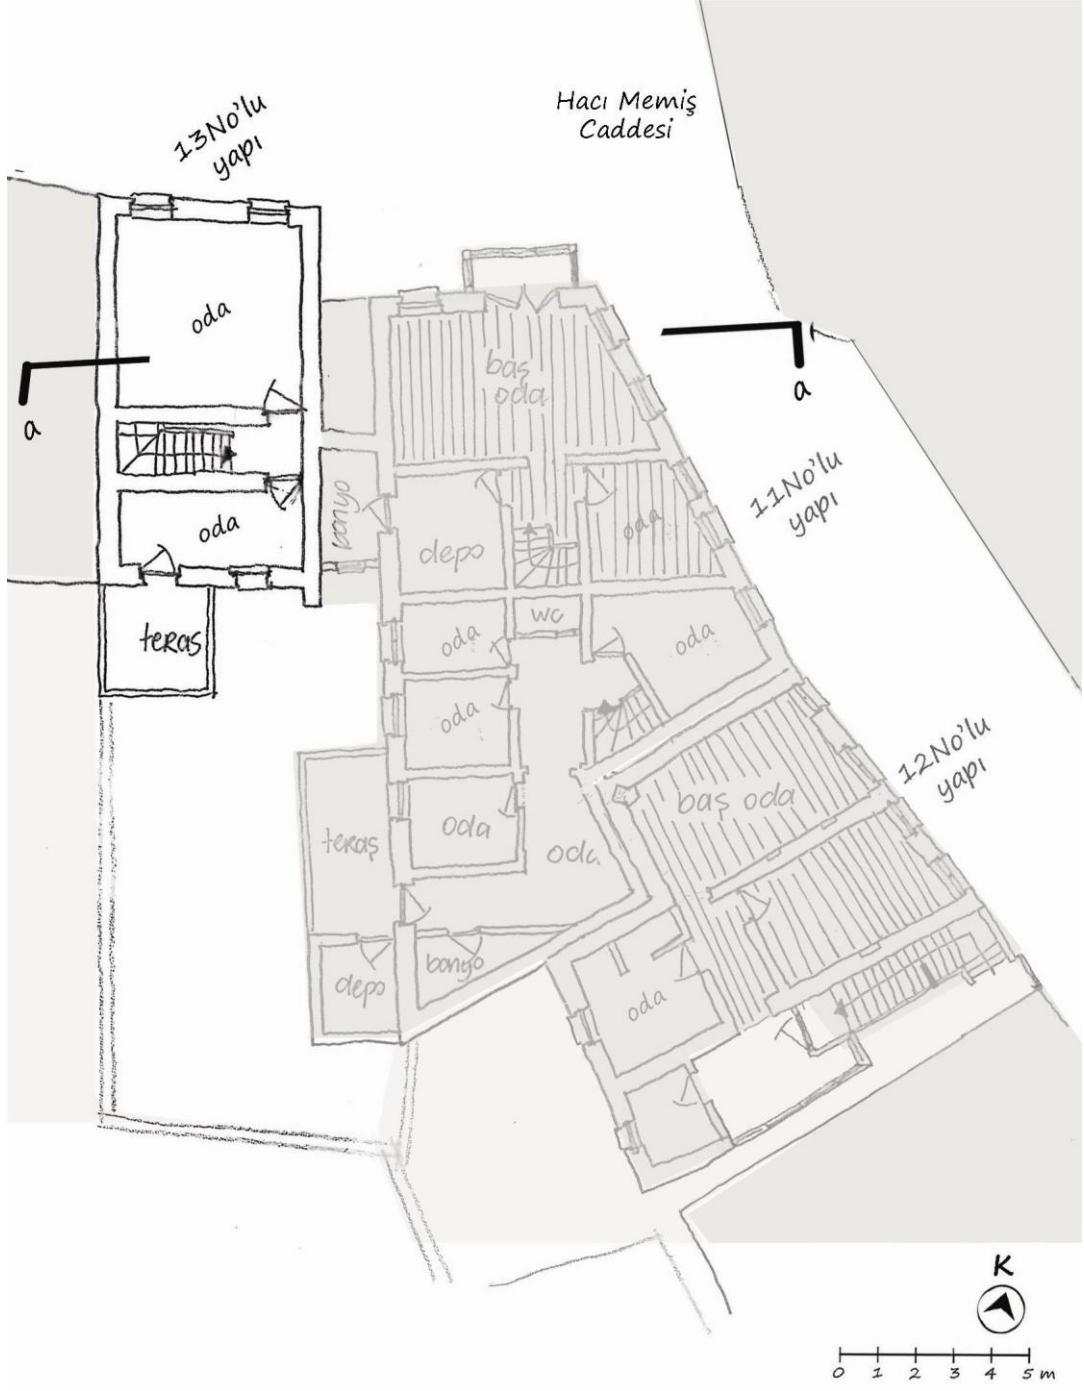 Hacı Memiş
Caddesi
13No'lu
yapı
oda
a
baş
oda
a
11No'lu
yapı
banyo
depo
oda
oda
teras
WC
oda
oda
oda
12No'lu
yapı
baş oda
teraş
oda
oda
depo
banyo
oda
K
0 1 2 3 4 5 m